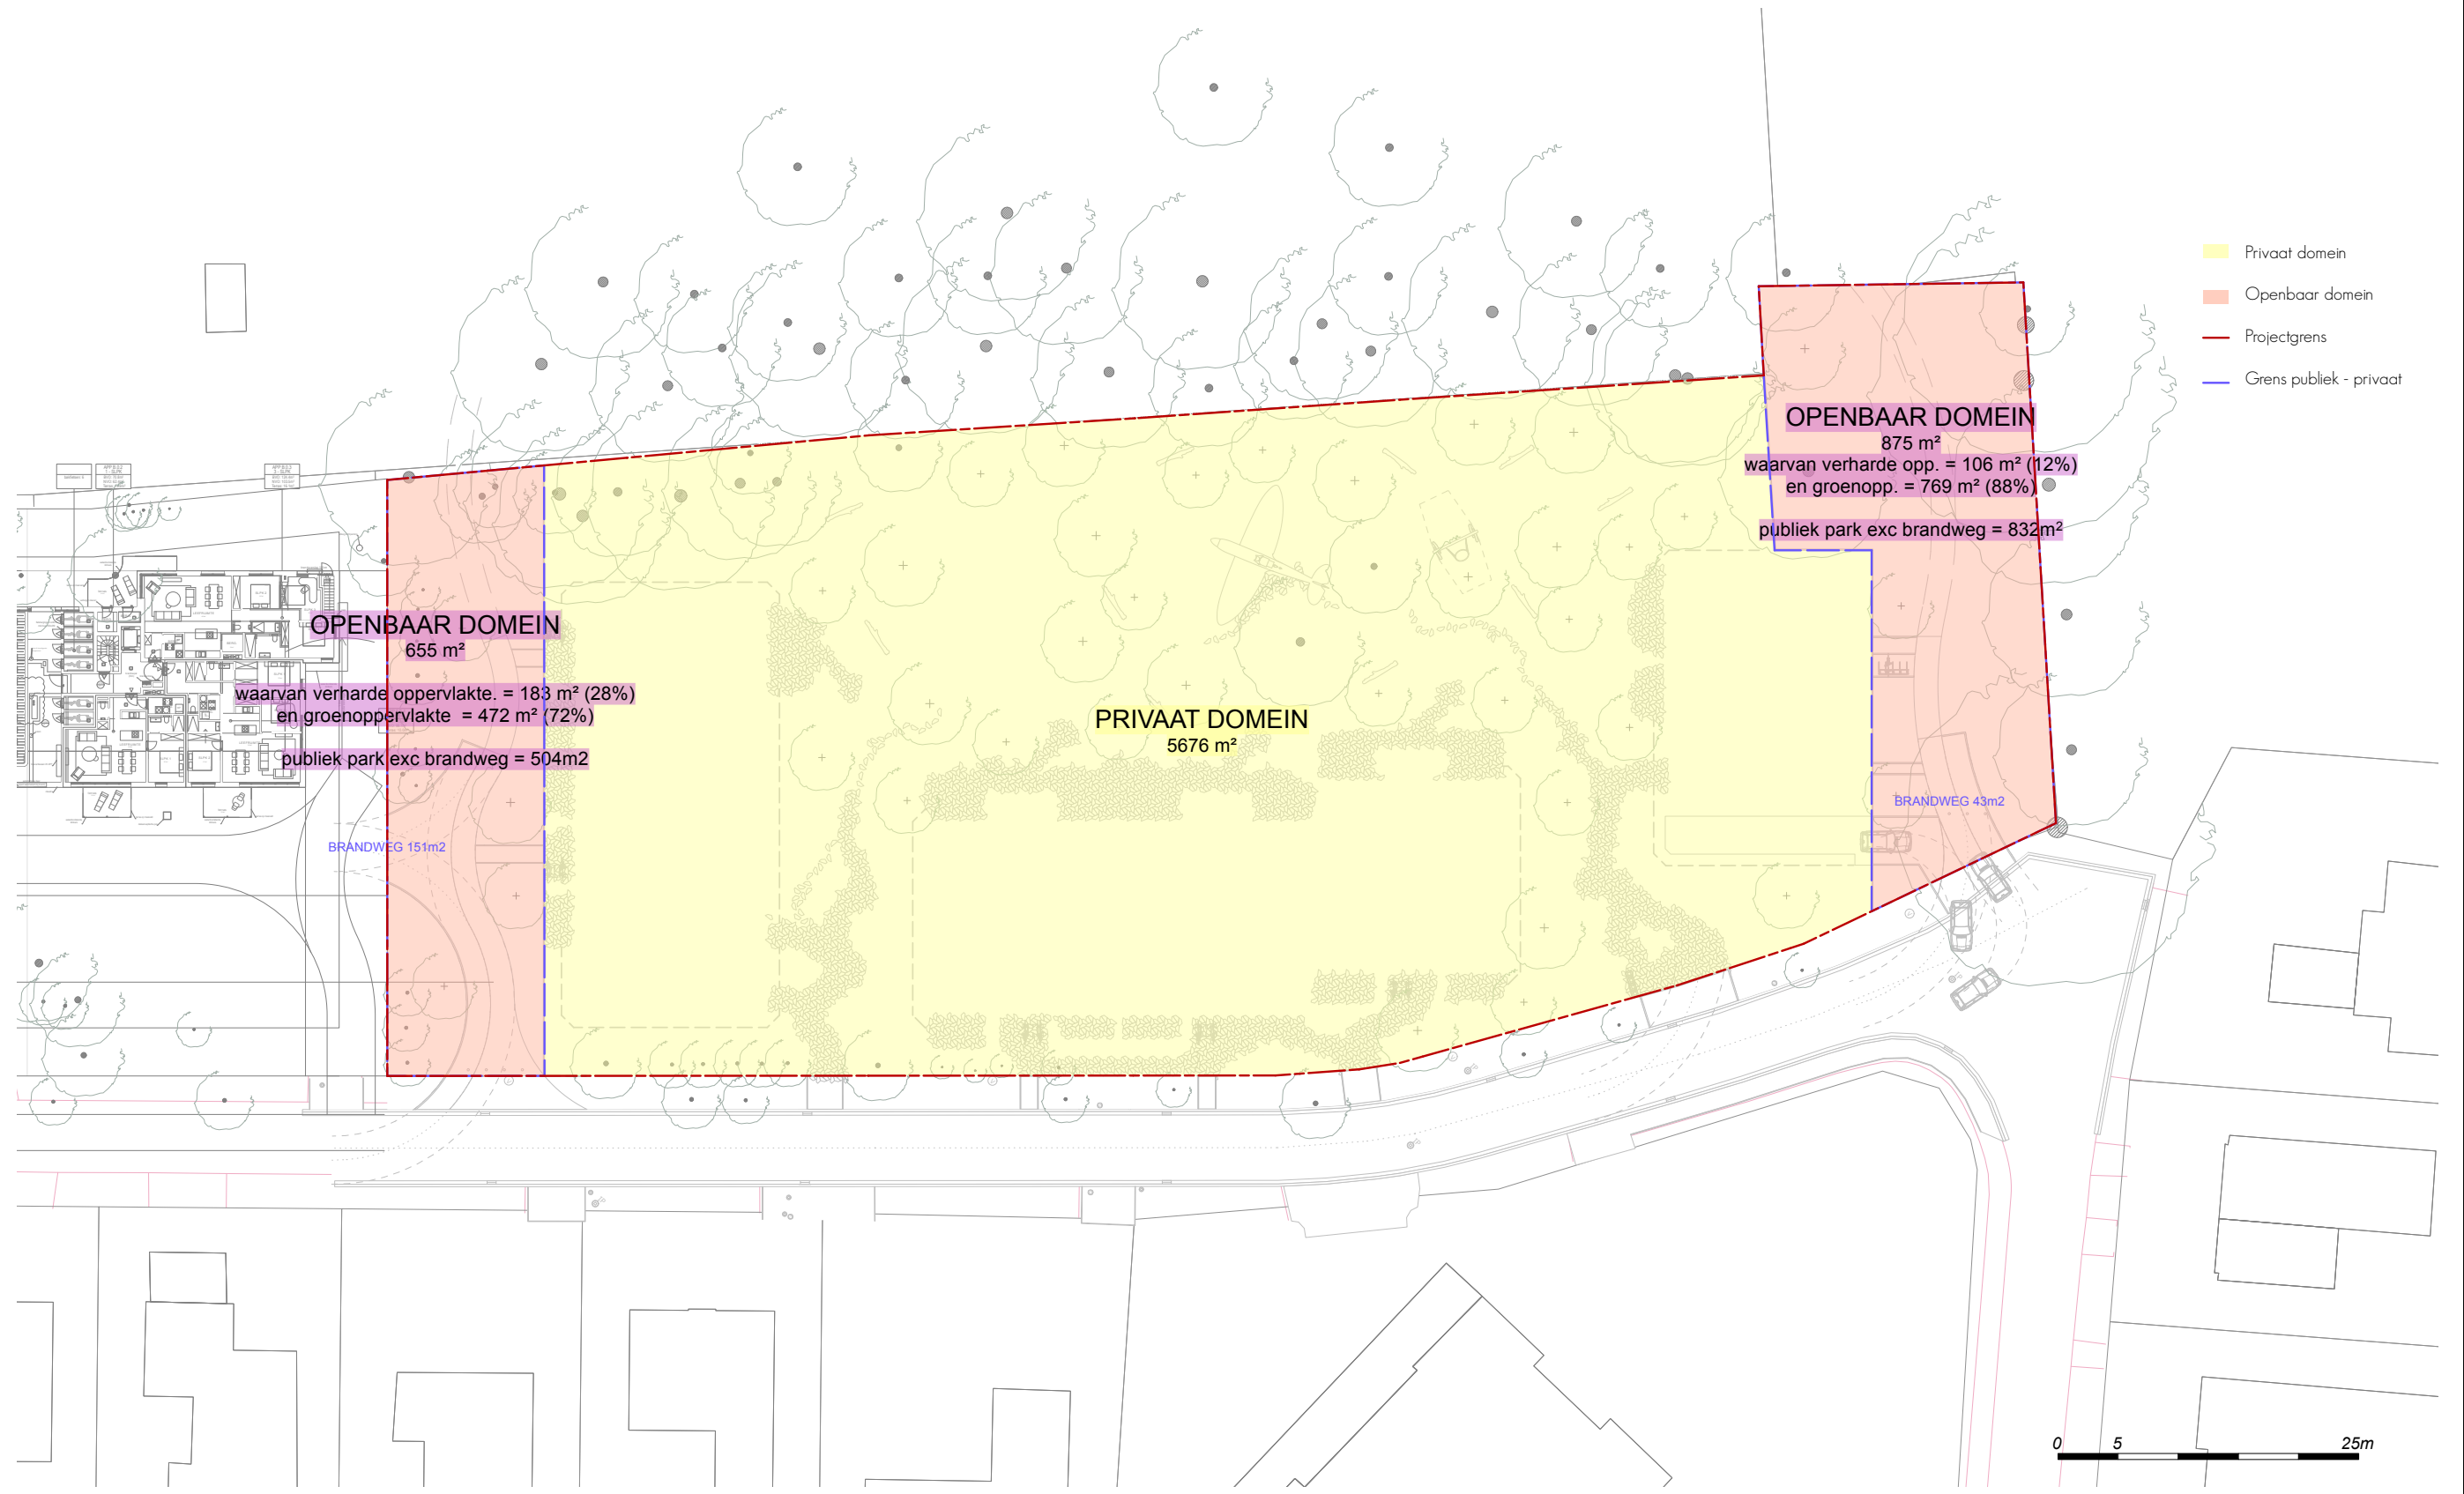 Privaat domein
Openbaar domein
Projectgrens
Grens publiek - privaat
OPENBAAR DOMEIN
875 m²
waarvan verharde opp. = 106 m² (12%)
en groenopp. = 769 m² (88%)
publiek park exc brandweg = 832m²
OPENBAAR DOMEIN
655 m²
waarvan verharde oppervlakte. = 183 m² (28%)
en groenoppervlakte = 472 m² (72%)
publiek park exc brandweg = 504m2
PRIVAAT DOMEIN
5676 m²
BRANDWEG 43m2
BRANDWEG 151m2
0 5 25m